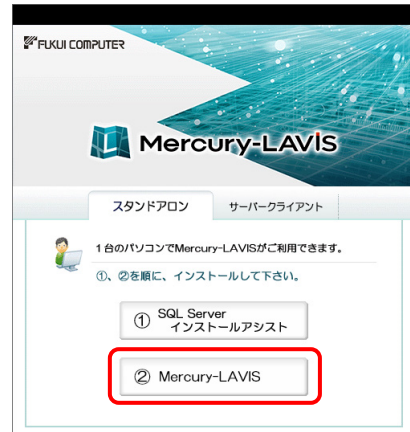 FUKUI COMPUTER
Mercury-LAVIS
スタンドアロン
サーバークライアント
1台のパソコンでMercury-LAVISがご利用できます。
①、②を順に、インストールして下さい。
① SQL Server
インストールアシスト
② Mercury-LAVIS